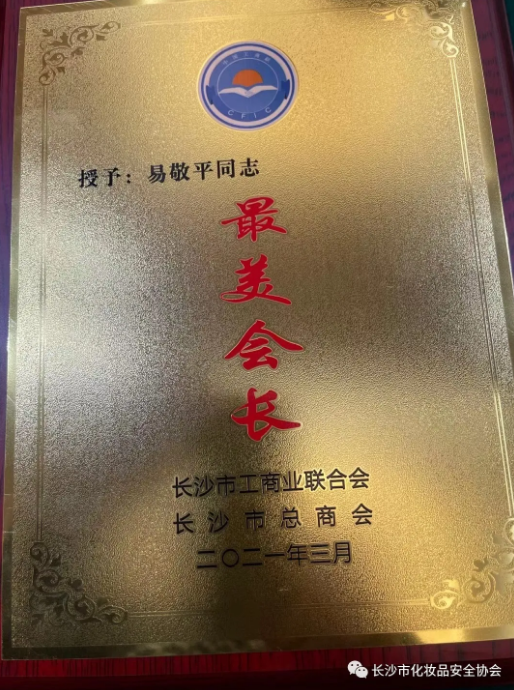 CFIC
授予：易敬平同志
最美会长
长沙市工商业联合会
长沙市总商会
二〇二一年三月
长沙市化妆品安全协会